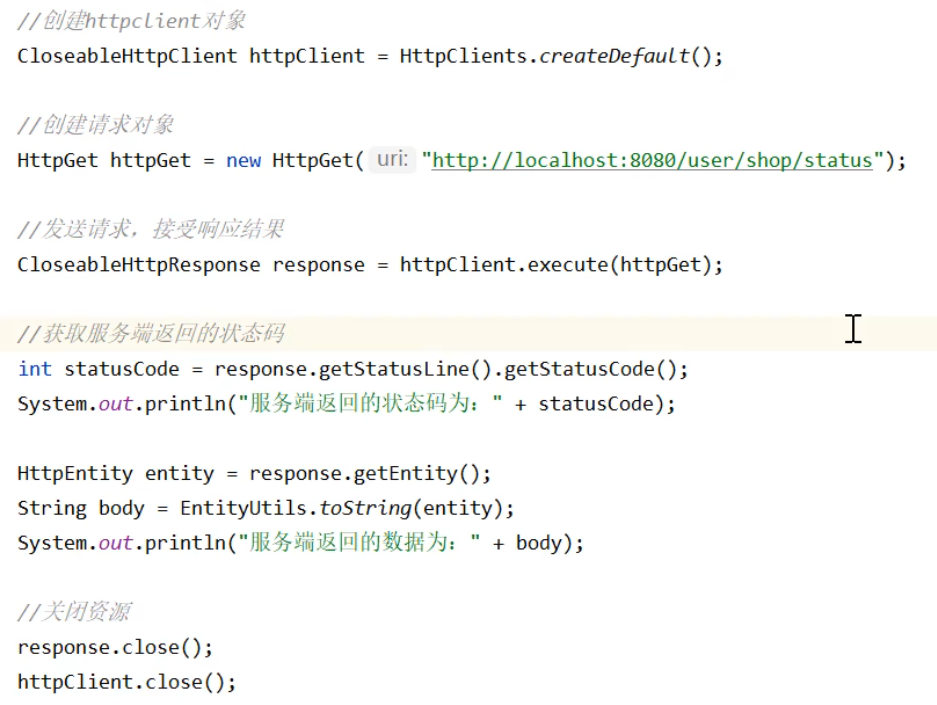 //创建httpclient对象
CloseableHttpClient httpClient = HttpClients.createDefault();
//创建请求对象
HttpGet httpGet = new HttpGet( uri: "http://localhost:8080/user/shop/status");
//发送请求，接受响应结果
CloseableHttpResponse response = httpClient.execute(httpGet);
//获取服务端返回的状态码
int statusCode = response.getStatusLine().getStatusCode();
System.out.println("服务端返回的状态码为：" + statusCode);
HttpEntity entity = response.getEntity();
String body = EntityUtils.toString(entity);
System.out.println("服务端返回的数据为：" + body);
//关闭资源
response.close();
httpClient.close();